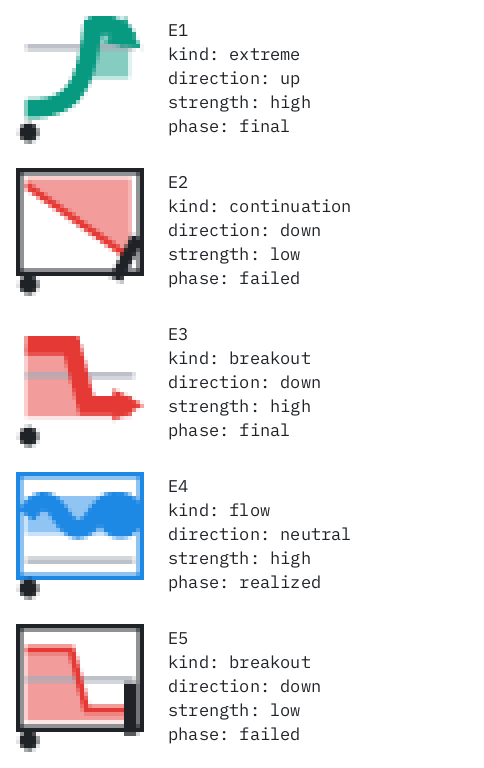 E1
kind: extreme
direction: up
strength: high
phase: final
E2
kind: continuation
direction: down
strength: low
phase: failed
E3
kind: breakout
direction: down
strength: high
phase: final
E4
kind: flow
direction: neutral
strength: high
phase: realized
E5
kind: breakout
direction: down
strength: low
phase: failed